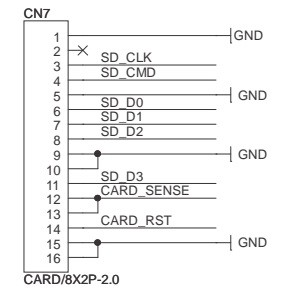 CN7
1 GND
2
3 SD_CLK
4 SD_CMD
5 GND
6 SD_D0
7 SD_D1
8 SD_D2
9 GND
10
11 SD_D3
12 CARD_SENSE
13
14 CARD_RST
15 GND
16
CARD/8X2P-2.0